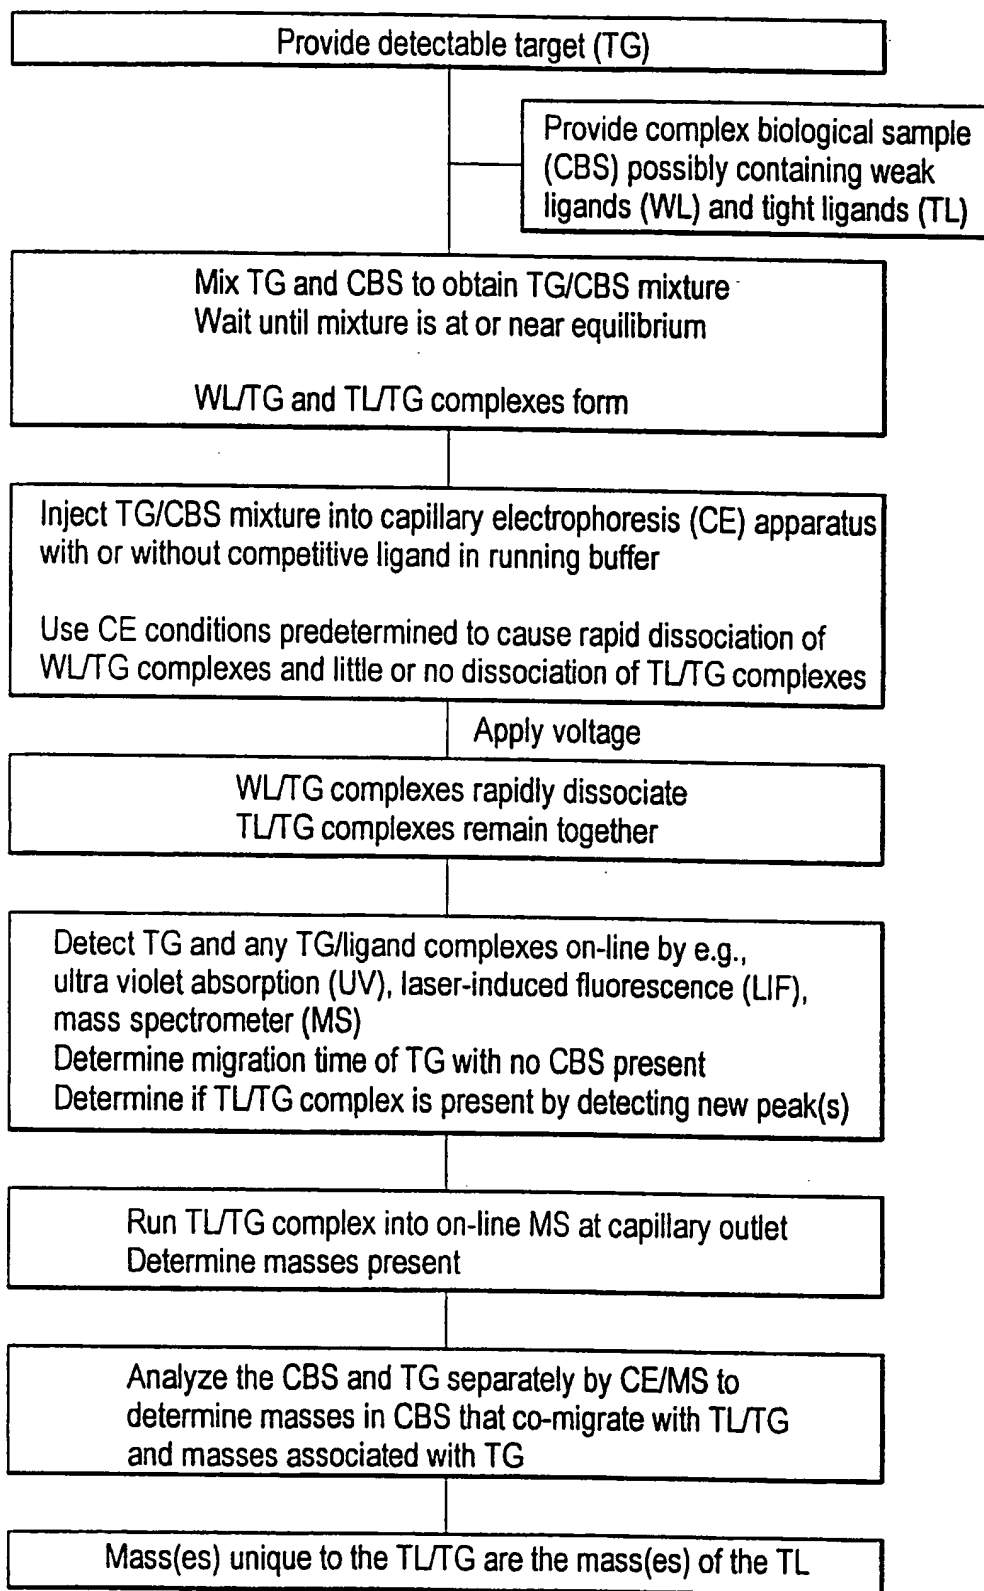 Provide detectable target (TG)
Provide complex biological sample
(CBS) possibly containing weak
ligands (WL) and tight ligands (TL)
Mix TG and CBS to obtain TG/CBS mixture
Wait until mixture is at or near equilibrium
WL/TG and TL/TG complexes form
Inject TG/CBS mixture into capillary electrophoresis (CE) apparatus
with or without competitive ligand in running buffer
Use CE conditions predetermined to cause rapid dissociation of
WL/TG complexes and little or no dissociation of TL/TG complexes
Apply voltage
WL/TG complexes rapidly dissociate
TL/TG complexes remain together
Detect TG and any TG/ligand complexes on-line by e.g.,
ultra violet absorption (UV), laser-induced fluorescence (LIF),
mass spectrometer (MS)
Determine migration time of TG with no CBS present
Determine if TL/TG complex is present by detecting new peak(s)
Run TL/TG complex into on-line MS at capillary outlet
Determine masses present
Analyze the CBS and TG separately by CE/MS to
determine masses in CBS that co-migrate with TL/TG
and masses associated with TG
Mass(es) unique to the TL/TG are the mass(es) of the TL